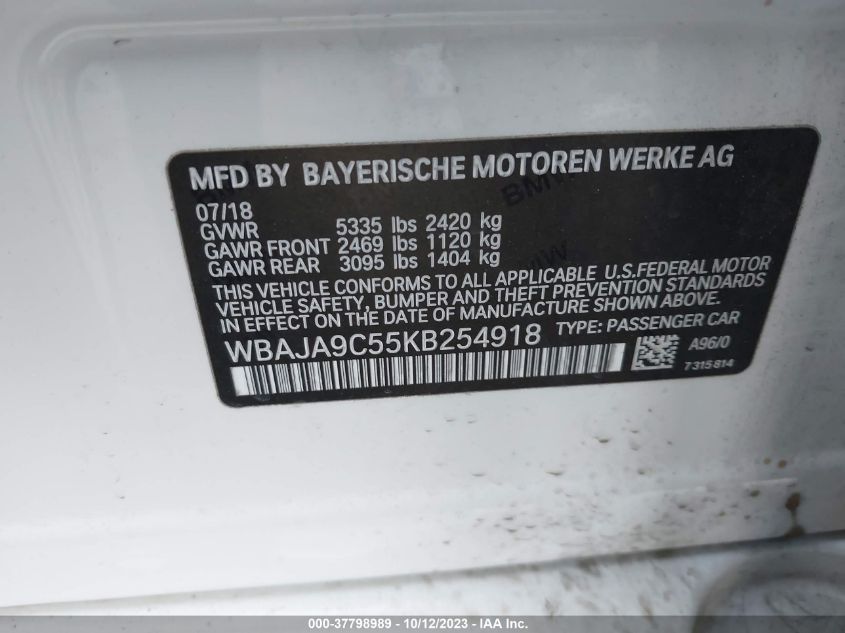 MFD BY BAYERISCHE MOTOREN WERKE AG
07/18
GVWR 5335 lbs 2420 kg
GAWR FRONT 2469 lbs 1120 kg
GAWR REAR 3095 lbs 1404 kg
THIS VEHICLE CONFORMS TO ALL APPLICABLE U.S.FEDERAL MOTOR
VEHICLE SAFETY, BUMPER AND THEFT PREVENTION STANDARDS
IN EFFECT ON THE DATE OF MANUFACTURE SHOWN ABOVE.
WBAJA9C55KB254918 TYPE: PASSENGER CAR
A96/0
7315814
BMW
BMW
000-37798989 - 10/12/2023 - IAA Inc.